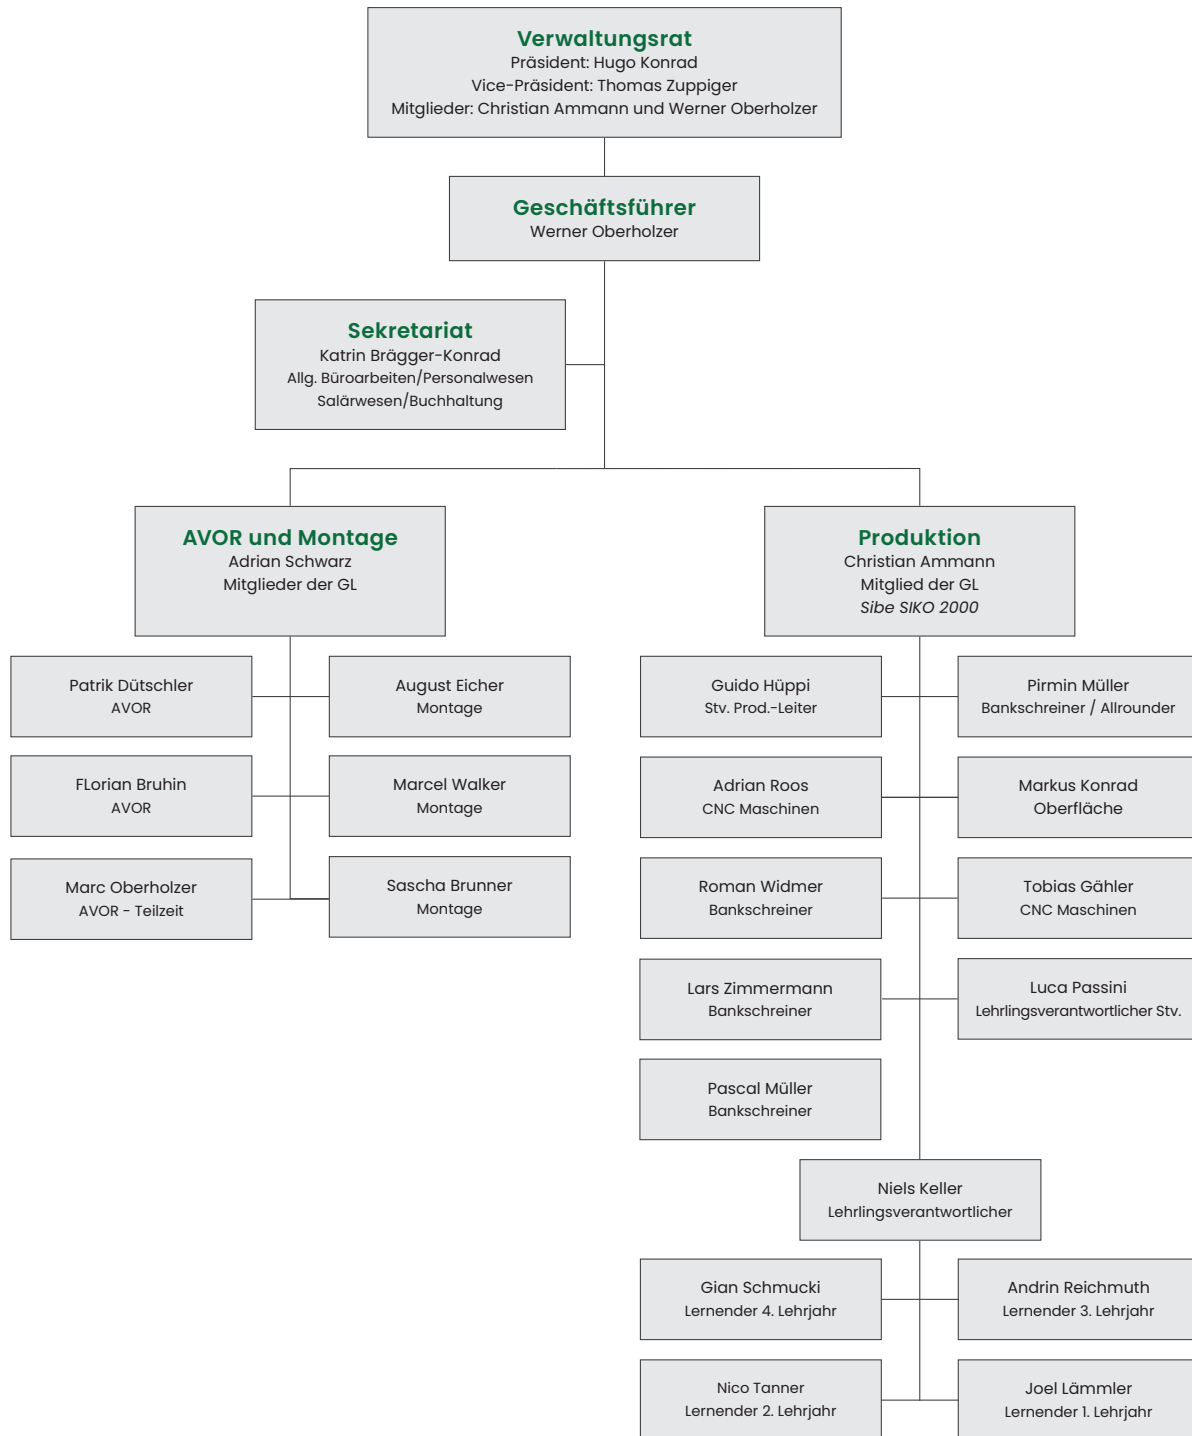 Verwaltungsrat
Präsident: Hugo Konrad
Vice-Präsident: Thomas Zuppiger
Mitglieder: Christian Ammann und Werner Oberholzer
Geschäftsführer
Werner Oberholzer
Sekretariat
Katrin Brägger-Konrad
Allg. Büroarbeiten/Personalwesen
Salärwesen/Buchhaltung
AVOR und Montage
Adrian Schwarz
Mitglieder der GL
Produktion
Christian Ammann
Mitglied der GL
Sibe SIKO 2000
Patrik Dütschler
AVOR
August Eicher
Montage
Guido Hüppi
Stv. Prod.-Leiter
Pirmin Müller
Bankschreiner / Allrounder
FLorian Bruhin
AVOR
Marcel Walker
Montage
Adrian Roos
CNC Maschinen
Markus Konrad
Oberfläche
Marc Oberholzer
AVOR - Teilzeit
Sascha Brunner
Montage
Roman Widmer
Bankschreiner
Tobias Gähler
CNC Maschinen
Lars Zimmermann
Bankschreiner
Luca Passini
Lehrlingsverantwortlicher Stv.
Pascal Müller
Bankschreiner
Niels Keller
Lehrlingsverantwortlicher
Gian Schmucki
Lernender 4. Lehrjahr
Andrin Reichmuth
Lernender 3. Lehrjahr
Nico Tanner
Lernender 2. Lehrjahr
Joel Lämmler
Lernender 1. Lehrjahr